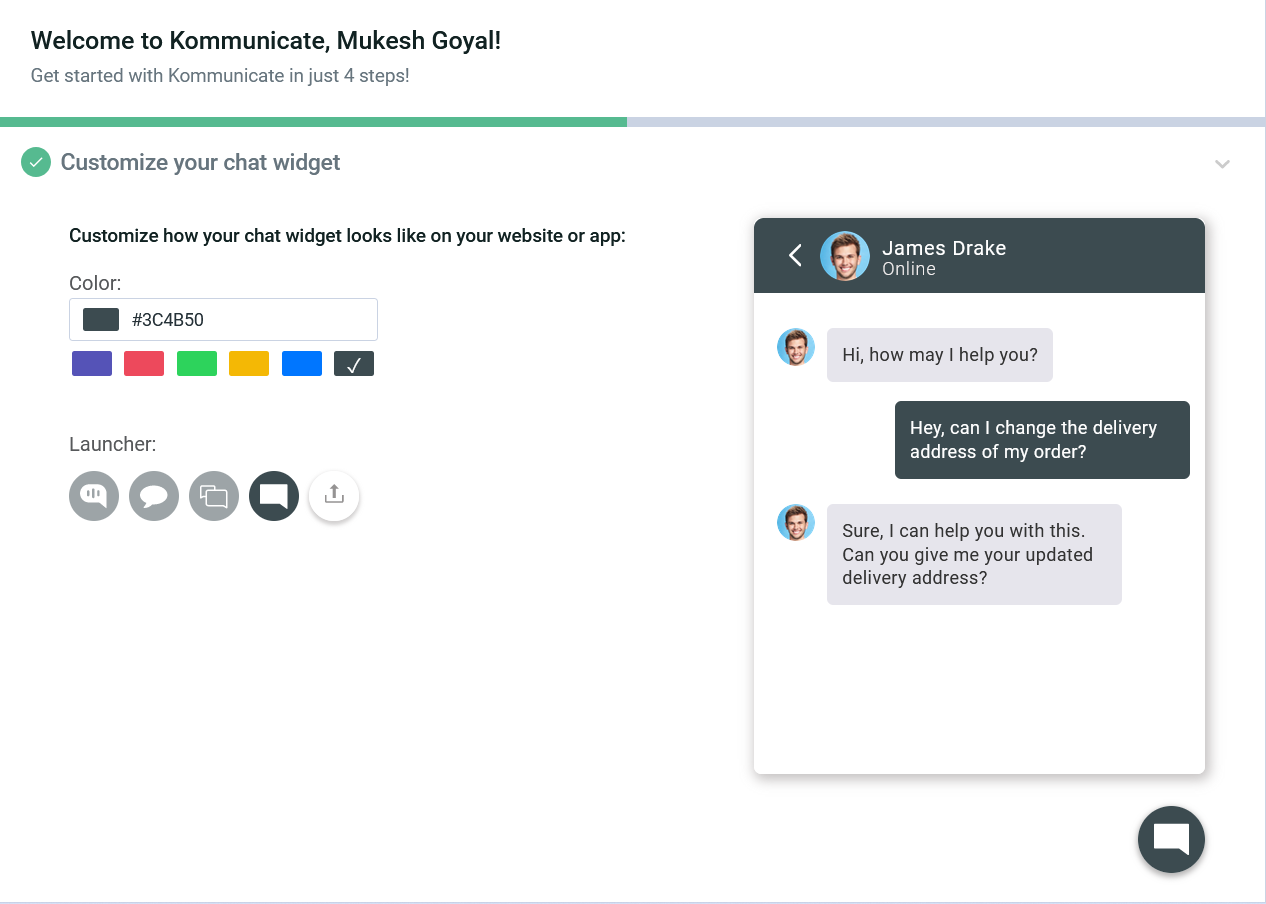 Welcome to Kommunicate, Mukesh Goyal!
Get started with Kommunicate in just 4 steps!
Customize your chat widget
Customize how your chat widget looks like on your website or app:
Color:
#3C4B50
Launcher:
James Drake
Online
Hi, how may I help you?
Hey, can I change the delivery
address of my order?
Sure, I can help you with this.
Can you give me your updated
delivery address?